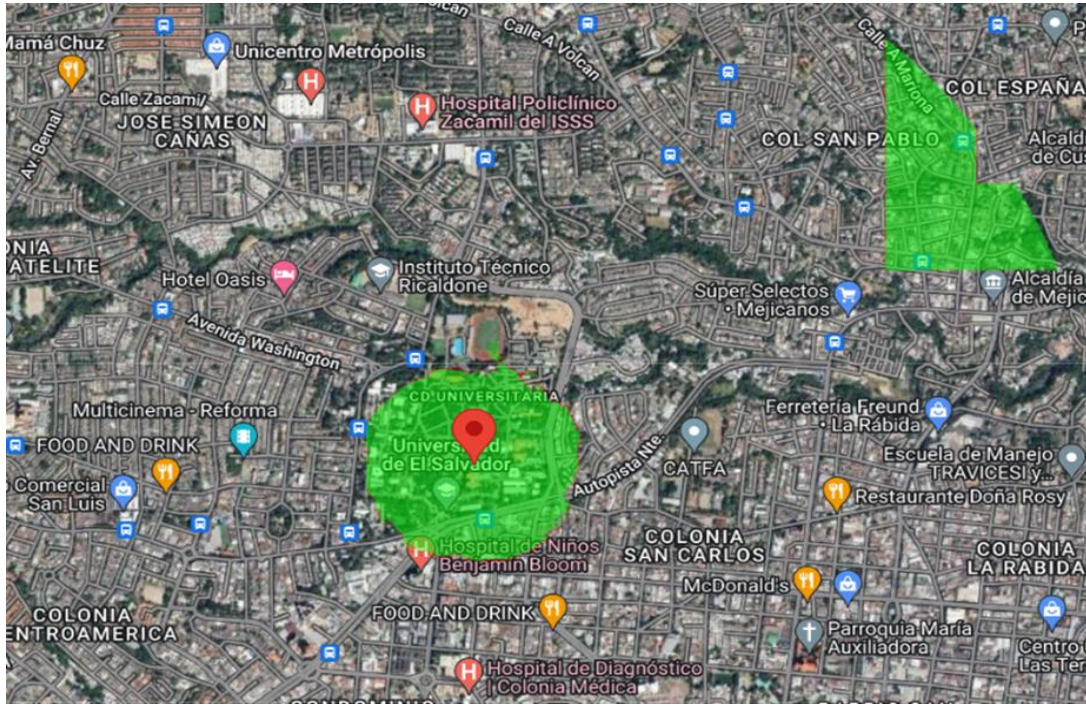 Calle A Volcan
Mamá Chuz
Unicentro Metrópolis
Calle A Volcan
Calle A Mariona
COL ESPAÑA
Calle Zacamil
JOSE SIMEON
CAÑAS
Hospital Policlínico
Zacamil del ISSS
COL SAN PABLO
Alcald
de Cu
Av. Bernal
ONIA
ATELITE
Hotel Oasis
Instituto Técnico
Ricaldone
Súper Selectos
• Mejicanos
Alcaldía
de Mejic
Avenida Washington
CD UNIVERSITARIA
Multicinema - Reforma
Universidad
de El Salvador
Ferretería Freund
• La Rábida
FOOD AND DRINK
Autopista Nte.
CATFA
Escuela de Manejo
TRAVICESI y...
Comercial
San Luis
Restaurante Doña Rosy
Hospital de Niños
Benjamin Bloom
COLONIA
SAN CARLOS
COLONIA
LA RABIDA
McDonald's
COLONIA
ENTROAMERICA
FOOD AND DRINK
Parroquia María
Auxiliadora
Centro
Las Ter
Hospital de Diagnóstico
| Colonia Médica